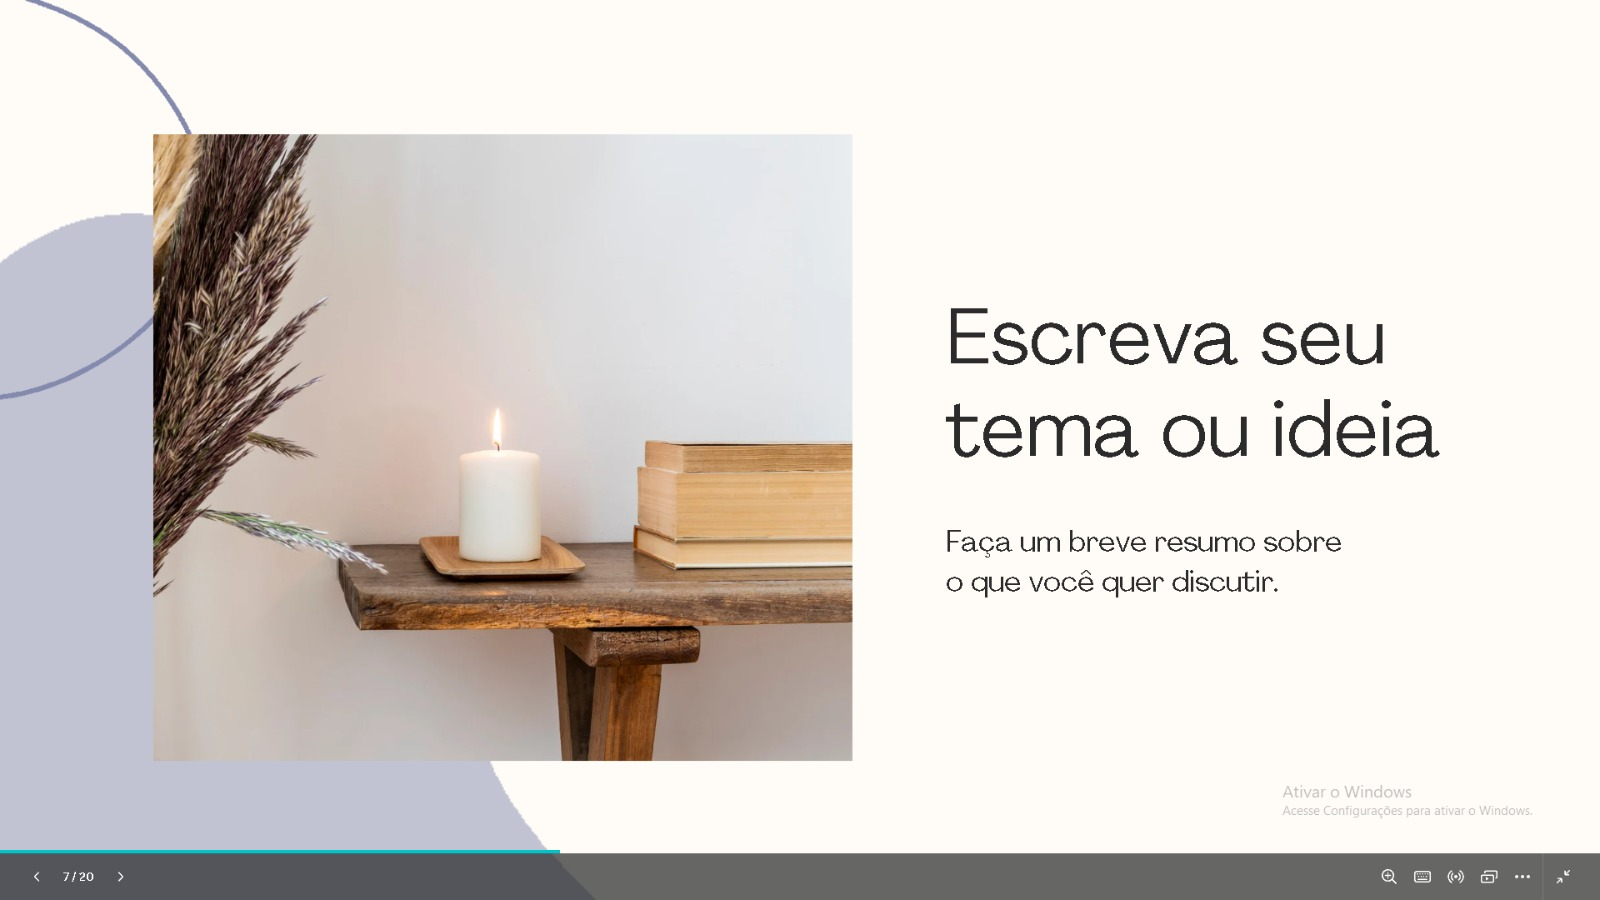 Escreva seu
tema ou ideia
Faça um breve resumo sobre
o que você quer discutir.
Ativar o Windows
Acesse Configurações para ativar o Windows.
7 / 20